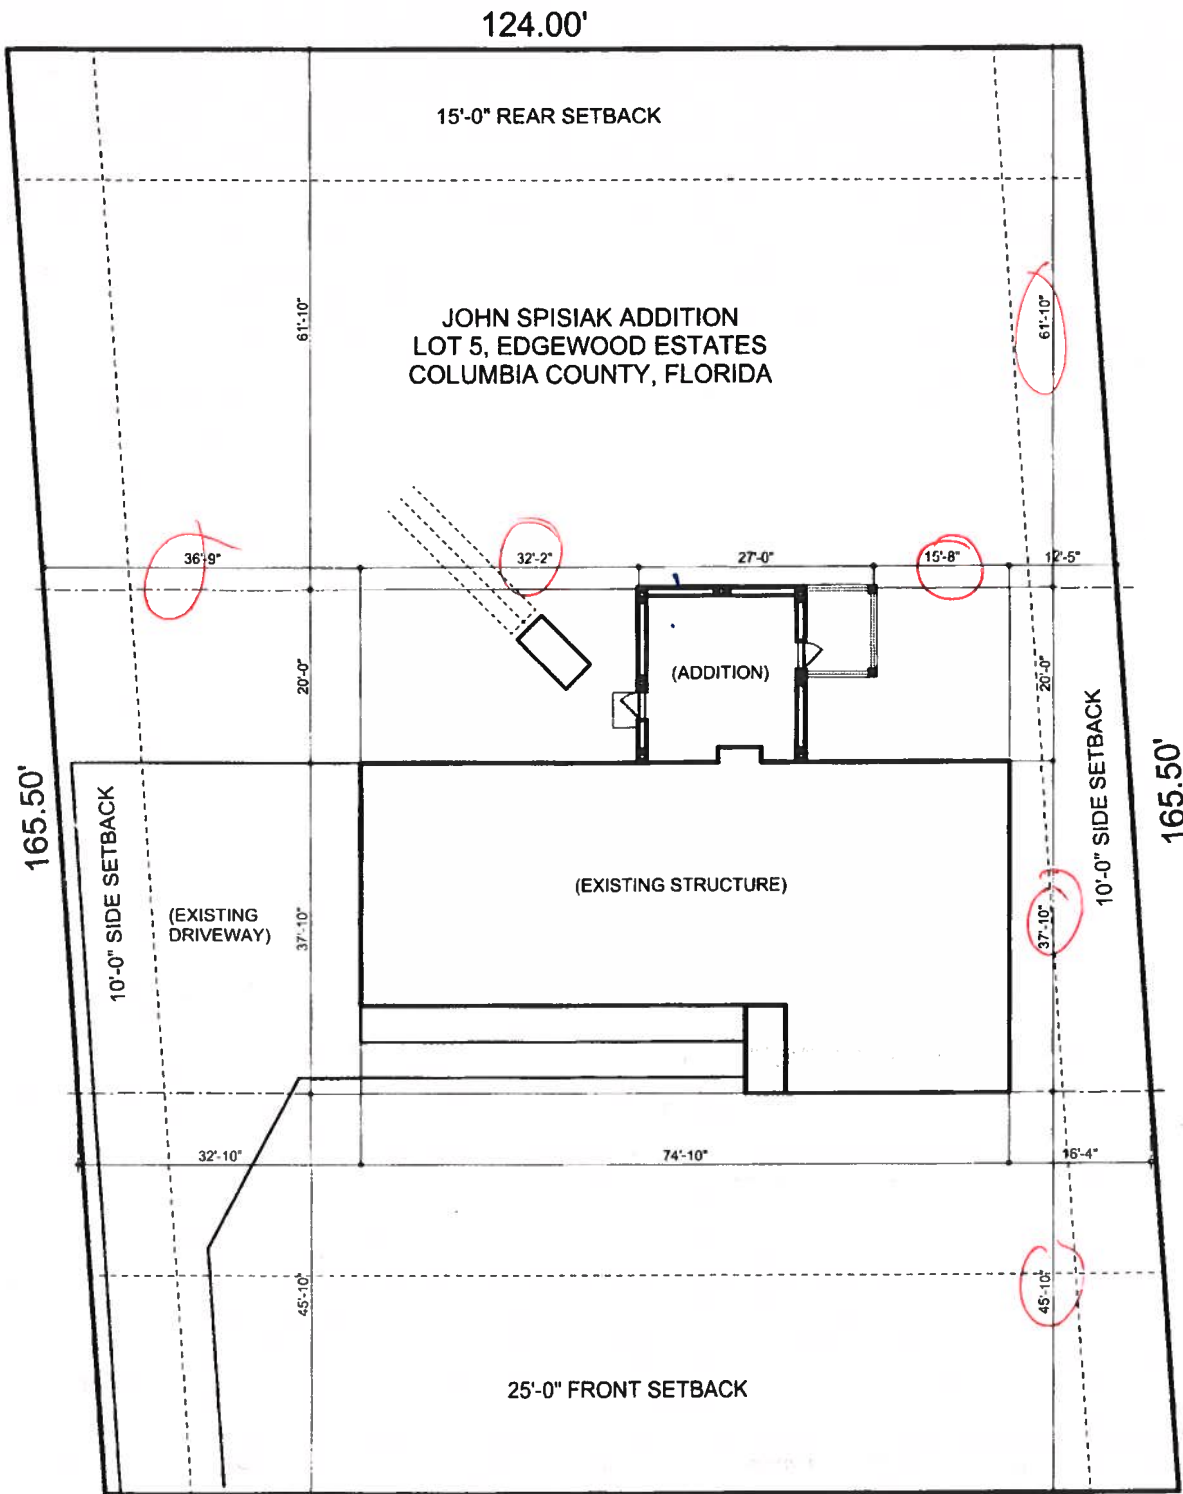 124.00'
15'-0" REAR SETBACK
61'-10"
61'-10"
JOHN SPISIAK ADDITION
LOT 5, EDGEWOOD ESTATES
COLUMBIA COUNTY, FLORIDA
36'-9"
32'-2"
27'-0"
15'-8"
12'-5"
20'-0"
(ADDITION)
20'-0"
165.50'
10'-0" SIDE SETBACK
(EXISTING
DRIVEWAY)
37'-10"
(EXISTING STRUCTURE)
37'-10"
10'-0" SIDE SETBACK
165.50'
32'-10"
74'-10"
16'-4"
45'-10"
45'-10"
25'-0" FRONT SETBACK